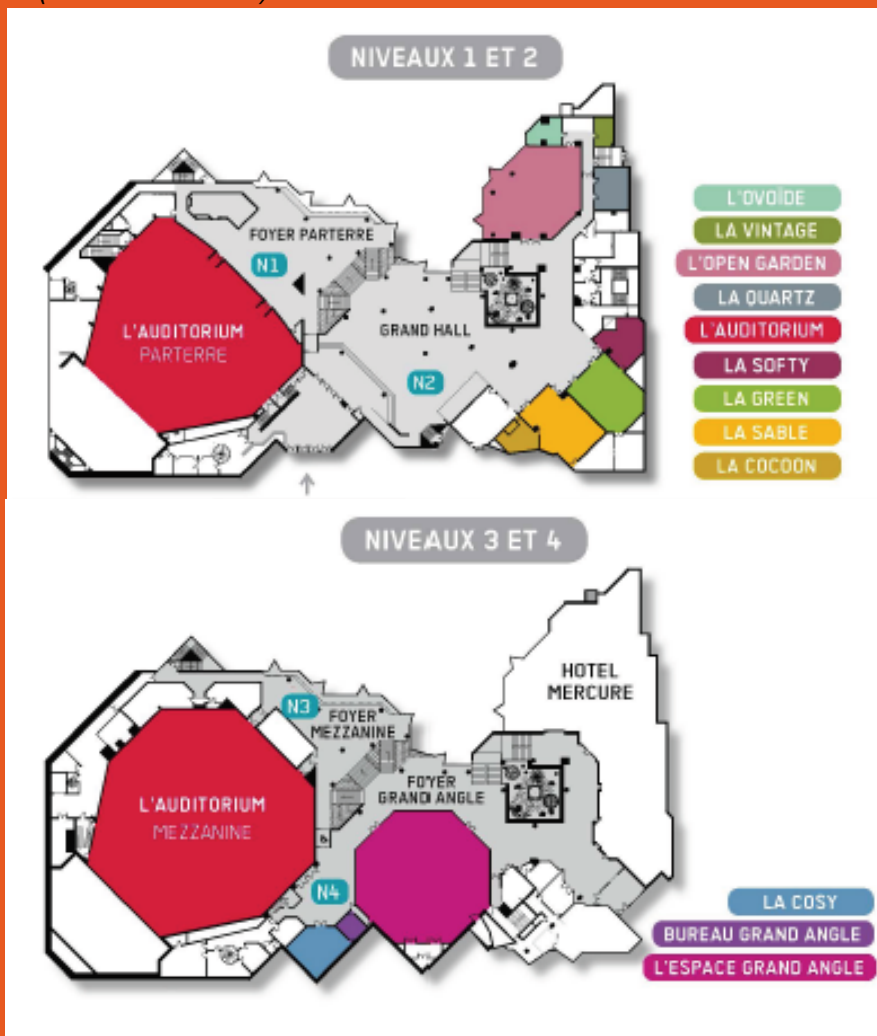 NIVEAUX 1 ET 2
FOYER PARTERRE
N1
L'AUDITORIUM
PARTERRE
GRAND HALL
N2
L'OVOÏDE
LA VINTAGE
L'OPEN GARDEN
LA QUARTZ
L'AUDITORIUM
LA SOFTY
LA GREEN
LA SABLE
LA COCOON
NIVEAUX 3 ET 4
HOTEL
MERCURE
N3
FOYER
MEZZANINE
FOYER
GRAND ANGLE
L'AUDITORIUM
MEZZANINE
N4
LA COSY
BUREAU GRAND ANGLE
L'ESPACE GRAND ANGLE